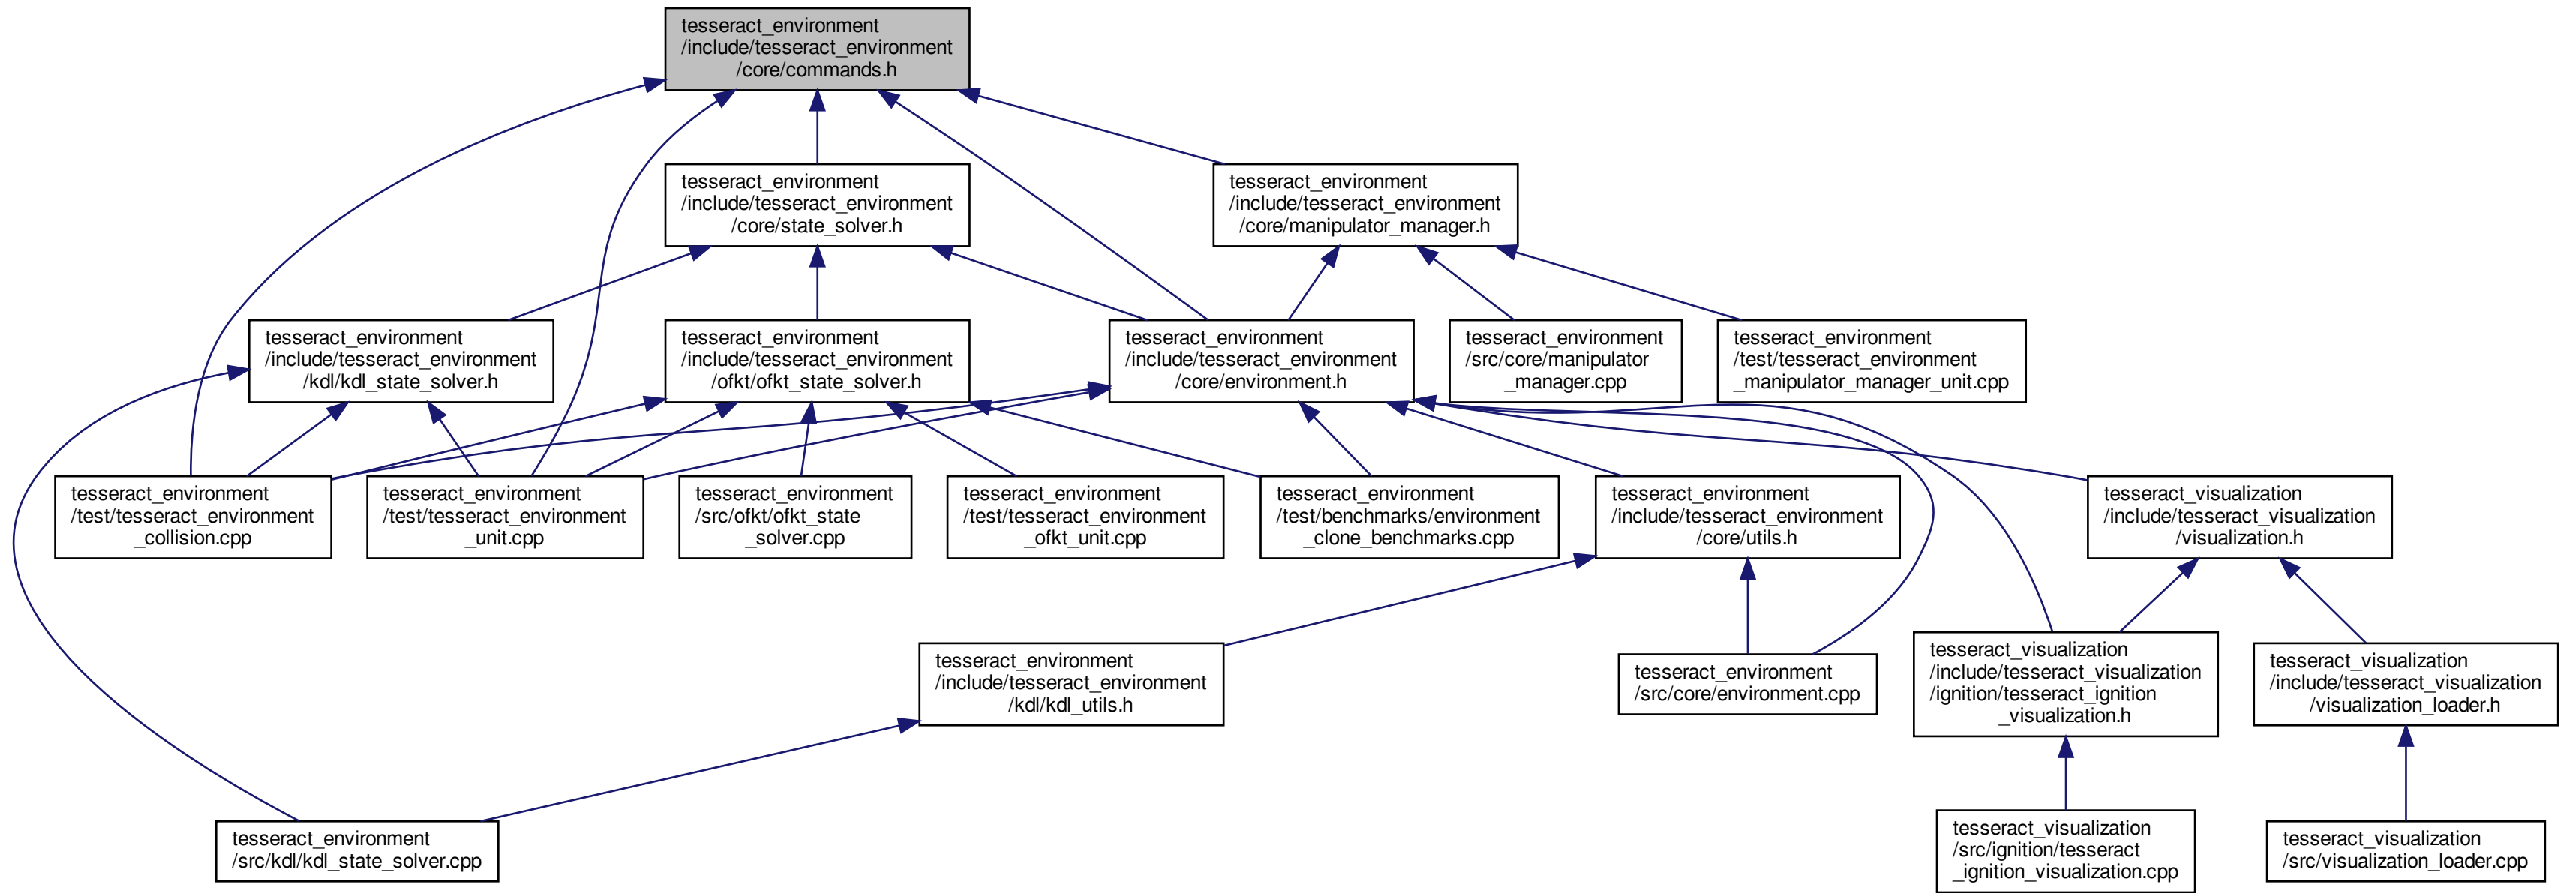 tesseract_environment
/include/tesseract_environment
/core/commands.h
tesseract_environment
/include/tesseract_environment
/core/state_solver.h
tesseract_environment
/include/tesseract_environment
/core/manipulator_manager.h
tesseract_environment
/include/tesseract_environment
/kdl/kdl_state_solver.h
tesseract_environment
/include/tesseract_environment
/ofkt/ofkt_state_solver.h
tesseract_environment
/include/tesseract_environment
/core/environment.h
tesseract_environment
/src/core/manipulator
_manager.cpp
tesseract_environment
/test/tesseract_environment
_manipulator_manager_unit.cpp
tesseract_environment
/test/tesseract_environment
_collision.cpp
tesseract_environment
/test/tesseract_environment
_unit.cpp
tesseract_environment
/src/ofkt/ofkt_state
_solver.cpp
tesseract_environment
/test/tesseract_environment
_ofkt_unit.cpp
tesseract_environment
/test/benchmarks/environment
_clone_benchmarks.cpp
tesseract_environment
/include/tesseract_environment
/core/utils.h
tesseract_visualization
/include/tesseract_visualization
/visualization.h
tesseract_environment
/include/tesseract_environment
/kdl/kdl_utils.h
tesseract_environment
/src/core/environment.cpp
tesseract_visualization
/include/tesseract_visualization
/ignition/tesseract_ignition
_visualization.h
tesseract_visualization
/include/tesseract_visualization
/visualization_loader.h
tesseract_environment
/src/kdl/kdl_state_solver.cpp
tesseract_visualization
/src/ignition/tesseract
_ignition_visualization.cpp
tesseract_visualization
/src/visualization_loader.cpp